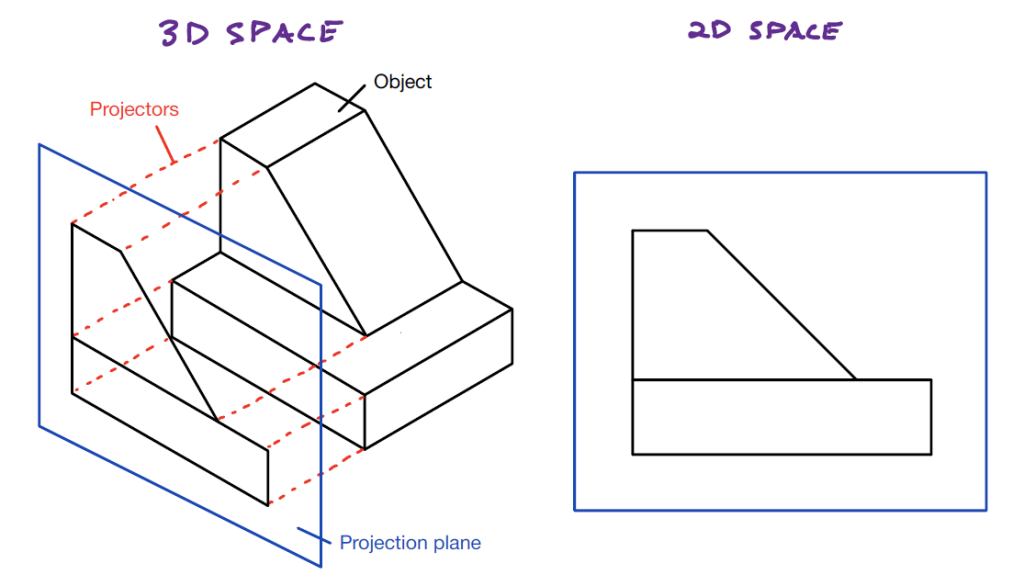 3D SPACE
2D SPACE
Object
Projectors
Projection plane